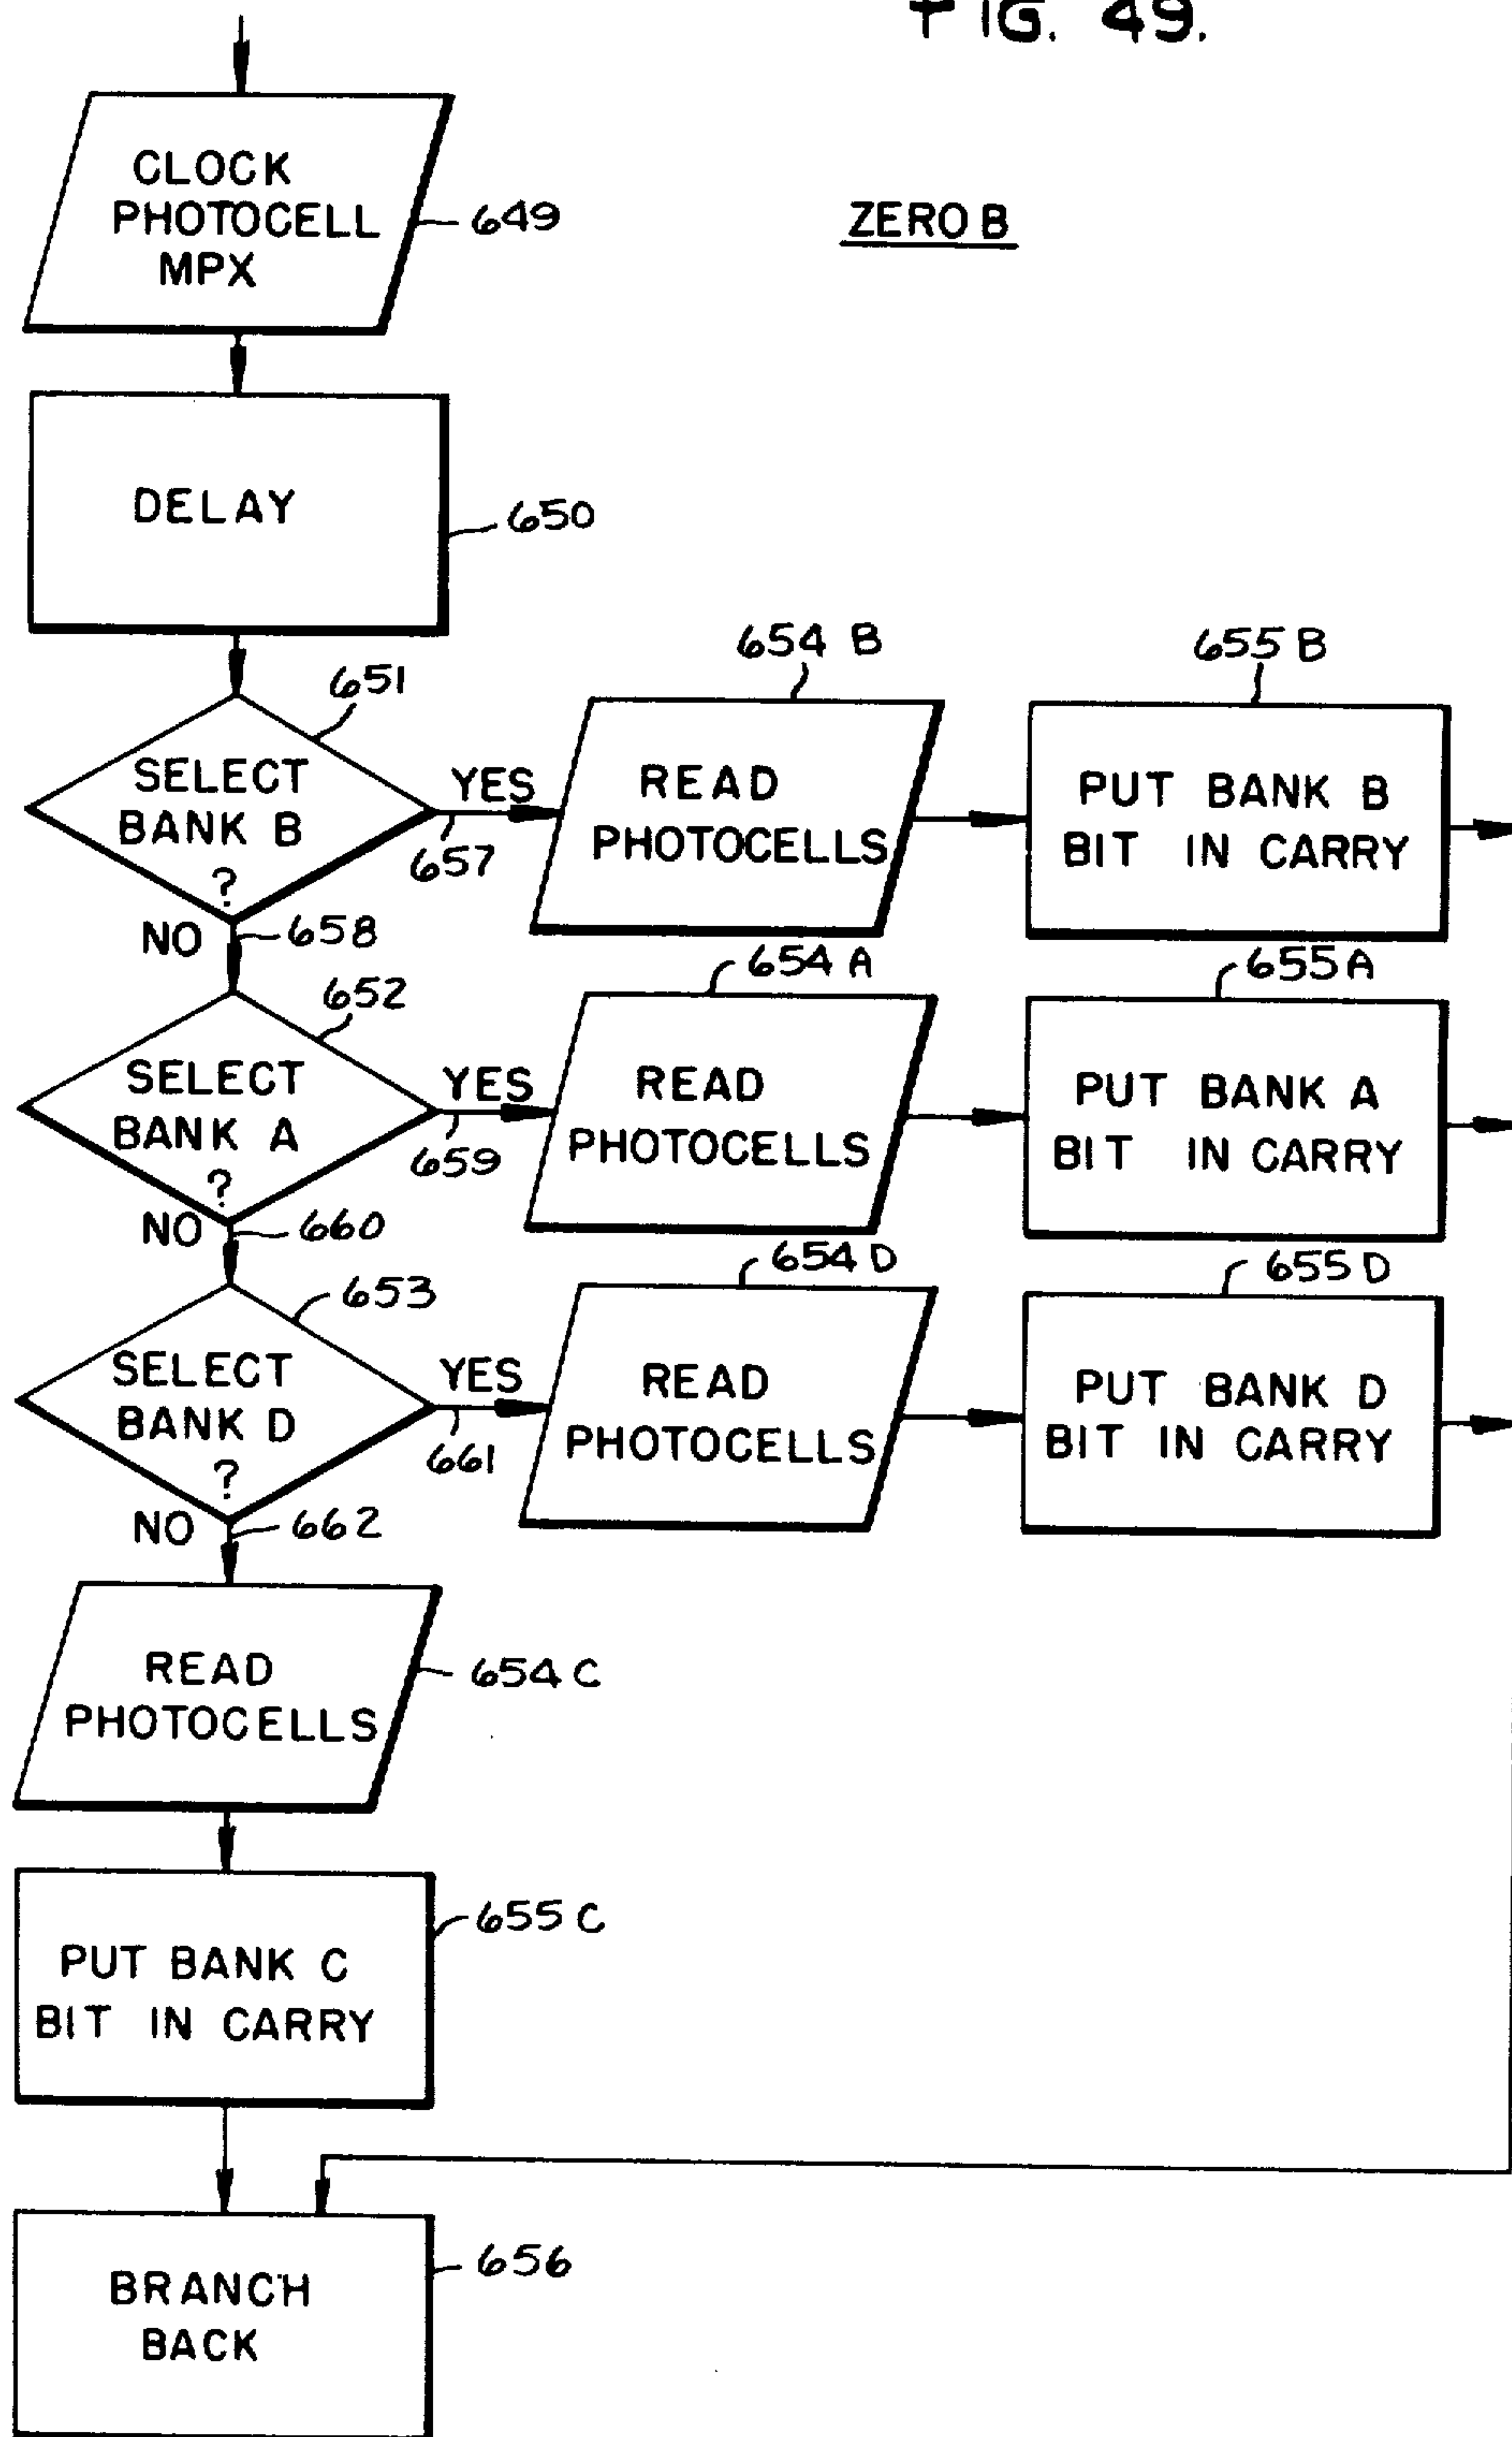 FIG. 49.
CLOCK
PHOTOCELL
MPX
649
ZERO B
DELAY
650
651
SELECT
BANK B
?
YES
657
NO
658
654 B
READ
PHOTOCELLS
655 B
PUT BANK B
BIT IN CARRY
652
SELECT
BANK A
?
YES
659
NO
660
654 A
READ
PHOTOCELLS
655 A
PUT BANK A
BIT IN CARRY
653
SELECT
BANK D
?
YES
661
NO
662
654 D
READ
PHOTOCELLS
655 D
PUT BANK D
BIT IN CARRY
READ
PHOTOCELLS
654 C
PUT BANK C
BIT IN CARRY
655 C
BRANCH
BACK
656